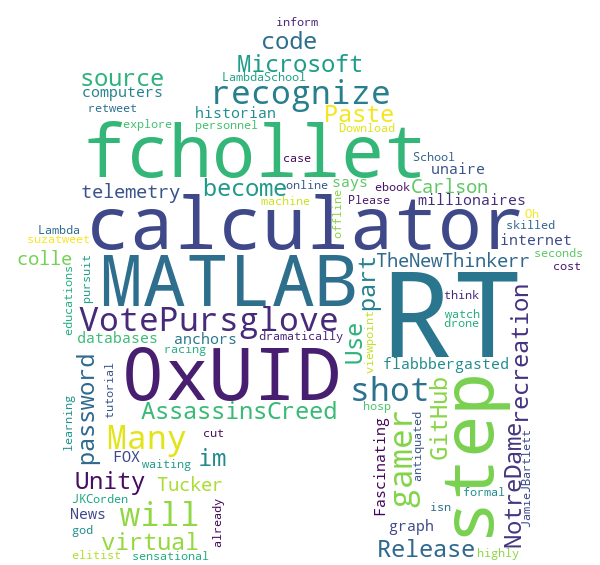 inform
code
Microsoft
source
LambdaSchool
computers
recognize
retweet
historian
Paste
explore
personnel
Download
fchollet
case
School
unaire
telemetry
become
online
says
ebook
Carlson
Please
millionaires
offline
machine
calculator
Oh
skilled
Lambda
suzatweet
internet
colle
educations
pursuit
MATLAB
part
TheNewThinkerr
seconds
cost
RT
think
recreation
VotePursglove
Use
viewpoint
watch
drone
databases
anchors
dramatically
racing
flabbbergasted
0xUID
shot
step
tutorial
password
AssassinsCreed
hosp
GitHub
gamer
antiquated
Fascinating
NotreDame
JamieJBartlett
learning
Many
cut
FOX
im
waiting
Unity
Tucker
formal
JKCorden
News
will
already
isn
god
graph
virtual
Release
elitist
sensational
highly